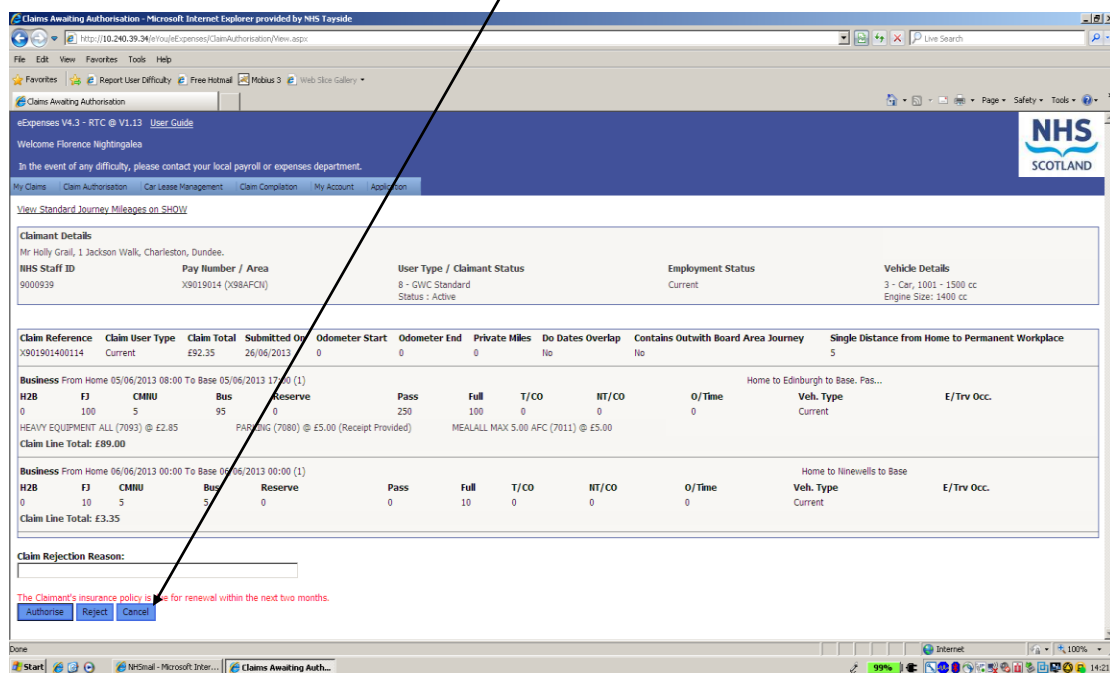 Claims Awaiting Authorisation - Microsoft Internet Explorer provided by NHS Tayside
http://10.240.39.34/eYou/eExpenses/ClaimAuthorisation/View.aspx Live Search
File Edit View Favorites Tools Help
Favorites Report User Difficulty Free Hotmail Mobius 3 Web Slice Gallery
Claims Awaiting Authorisation Page Safety Tools
eExpenses V4.3 - RTC @ V1.13 User Guide
Welcome Florence Nightingalea
In the event of any difficulty, please contact your local payroll or expenses department.
NHS
SCOTLAND
My Claims Claim Authorisation Car Lease Management Claim Compilation My Account Application
View Standard Journey Mileages on SHOW
Claimant Details
Mr Holly Grail, 1 Jackson Walk, Charleston, Dundee.
NHS Staff ID Pay Number / Area User Type / Claimant Status Employment Status Vehicle Details
9000939 X9019014 (X98AFCN) 8 - GWC Standard Current 3 - Car, 1001 - 1500 cc
Status : Active Engine Size: 1400 cc
Claim Reference Claim User Type Claim Total Submitted On Odometer Start Odometer End Private Miles Do Dates Overlap Contains Outwith Board Area Journey Single Distance from Home to Permanent Workplace
X901901400114 Current £92.35 26/06/2013 0 0 0 No No 5
Business From Home 05/06/2013 08:00 To Base 05/06/2013 17:00 (1) Home to Edinburgh to Base. Pas...
H2B FJ CMNU Bus Reserve Pass Full T/CO NT/CO O/Time Veh. Type E/Trv Occ.
0 100 5 95 0 250 100 0 0 0 Current
HEAVY EQUIPMENT ALL (7093) @ £2.85 PARKING (7080) @ £5.00 (Receipt Provided) MEALALL MAX 5.00 AFC (7011) @ £5.00
Claim Line Total: £89.00
Business From Home 06/06/2013 00:00 To Base 06/06/2013 00:00 (1) Home to Ninewells to Base
H2B FJ CMNU Bus Reserve Pass Full T/CO NT/CO O/Time Veh. Type E/Trv Occ.
0 10 5 5 0 0 10 0 0 0 Current
Claim Line Total: £3.35
Claim Rejection Reason:
The Claimant's insurance policy is due for renewal within the next two months.
Authorise Reject Cancel
Done Internet 100%
Start NHSmail - Microsoft Inter... Claims Awaiting Auth... 99% 14:21